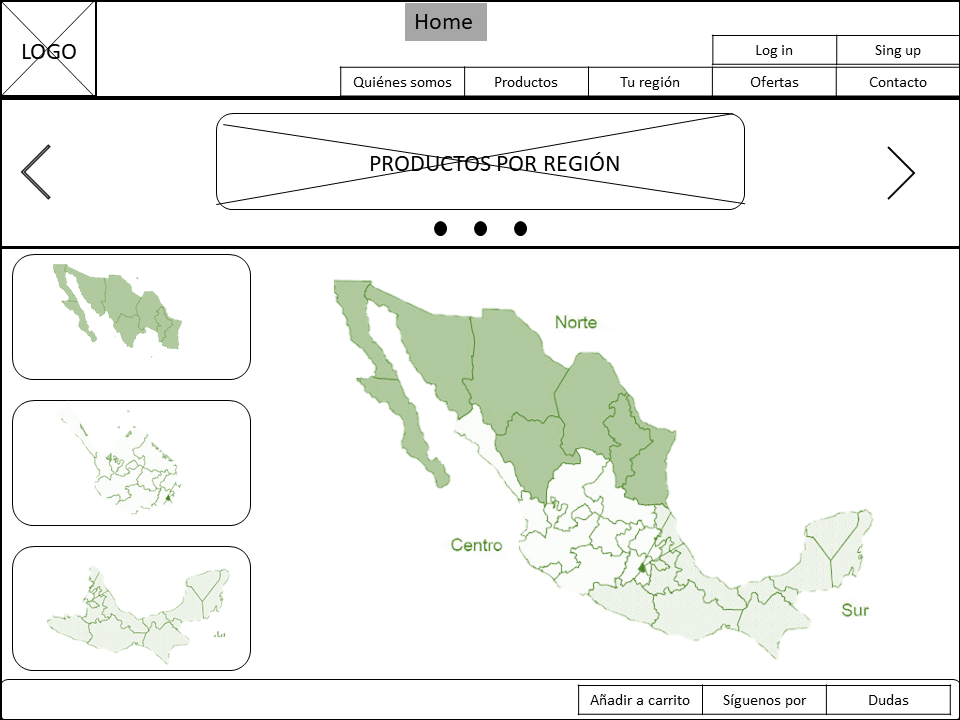 LOGO
Home
Log in
Sing up
Quiénes somos
Productos
Tu región
Ofertas
Contacto
PRODUCTOS POR REGIÓN
Norte
Centro
Sur
Añadir a carrito
Síguenos por
Dudas